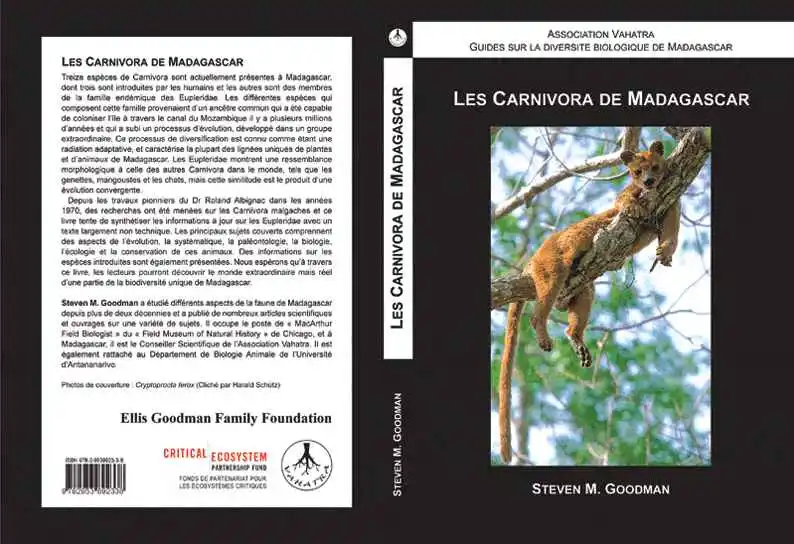 LES CARNIVORA DE MADAGASCAR
Treize espèces de Carnivora sont actuellement présentes à Madagascar,
dont trois sont introduites par les humains et les autres sont des membres
de la famille endémique des Eupleridae. Les différentes espèces qui
composent cette famille provenaient d'un ancêtre commun qui a été capable
de coloniser l'île à travers le canal du Mozambique il y a plusieurs millions
d'années et qui a subi un processus d'évolution, développé dans un groupe
extraordinaire. Ce processus de diversification est connu comme étant une
radiation adaptative, et caractérise la plupart des lignées uniques de plantes
et d'animaux de Madagascar. Les Eupleridae montrent une ressemblance
morphologique à celle des autres Carnivora dans le monde, tels que les
genettes, mangoustes et les chats, mais cette similitude est le produit d'une
évolution convergente.
Depuis les travaux pionniers du Dr Roland Albignac dans les années
1970, des recherches ont été menées sur les Carnivora malgaches et ce
livre tente de synthétiser les informations à jour sur les Eupleridae avec un
texte largement non technique. Les principaux sujets couverts comprennent
des aspects de l'évolution, la systématique, la paléontologie, la biologie,
l'écologie et la conservation de ces animaux. Des informations sur les
espèces introduites sont également présentées. Nous espérons qu'à travers
ce livre, les lecteurs pourront découvrir le monde extraordinaire mais réel
d'une partie de la biodiversité unique de Madagascar.
Steven M. Goodman a étudié différents aspects de la faune de Madagascar
depuis plus de deux décennies et a publié de nombreux articles scientifiques
et ouvrages sur une variété de sujets. Il occupe le poste de « MacArthur
Field Biologist » du « Field Museum of Natural History » de Chicago, et à
Madagascar, il est le Conseiller Scientifique de l'Association Vahatra. Il est
également rattaché au Département de Biologie Animale de l'Université
d'Antananarivo.
Photos de couverture : Cryptoprocta ferox (Cliché par Harald Schütz)
Ellis Goodman Family Foundation
CRITICAL ECOSYSTEM
PARTNERSHIP FUND
FONDS DE PARTENARIAT POUR
LES ÉCOSYSTÈMES CRITIQUES
VAHATRA
9 782953 892338
LES CARNIVORA DE MADAGASCAR
STEVEN M. GOODMAN
ASSOCIATION VAHATRA
GUIDES SUR LA DIVERSITE BIOLOGIQUE DE MADAGASCAR
LES CARNIVORA DE MADAGASCAR
STEVEN M. GOODMAN